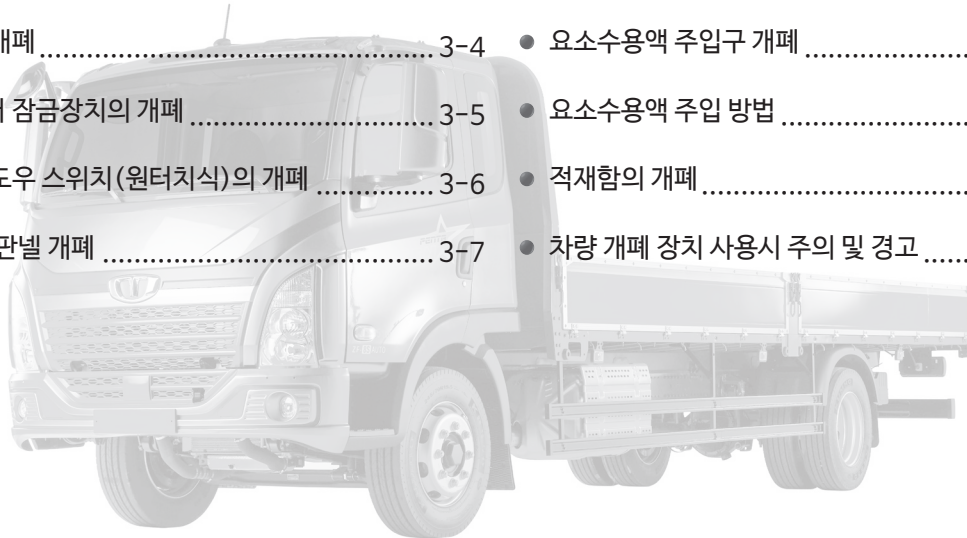 개폐 3-4
잠금장치의 개폐 3-5
도우 스위치(원터치식)의 개폐 3-6
판넬 개폐 3-7
● 요소수용액 주입구 개폐
● 요소수용액 주입 방법
● 적재함의 개폐
● 차량 개폐 장치 사용시 주의 및 경고